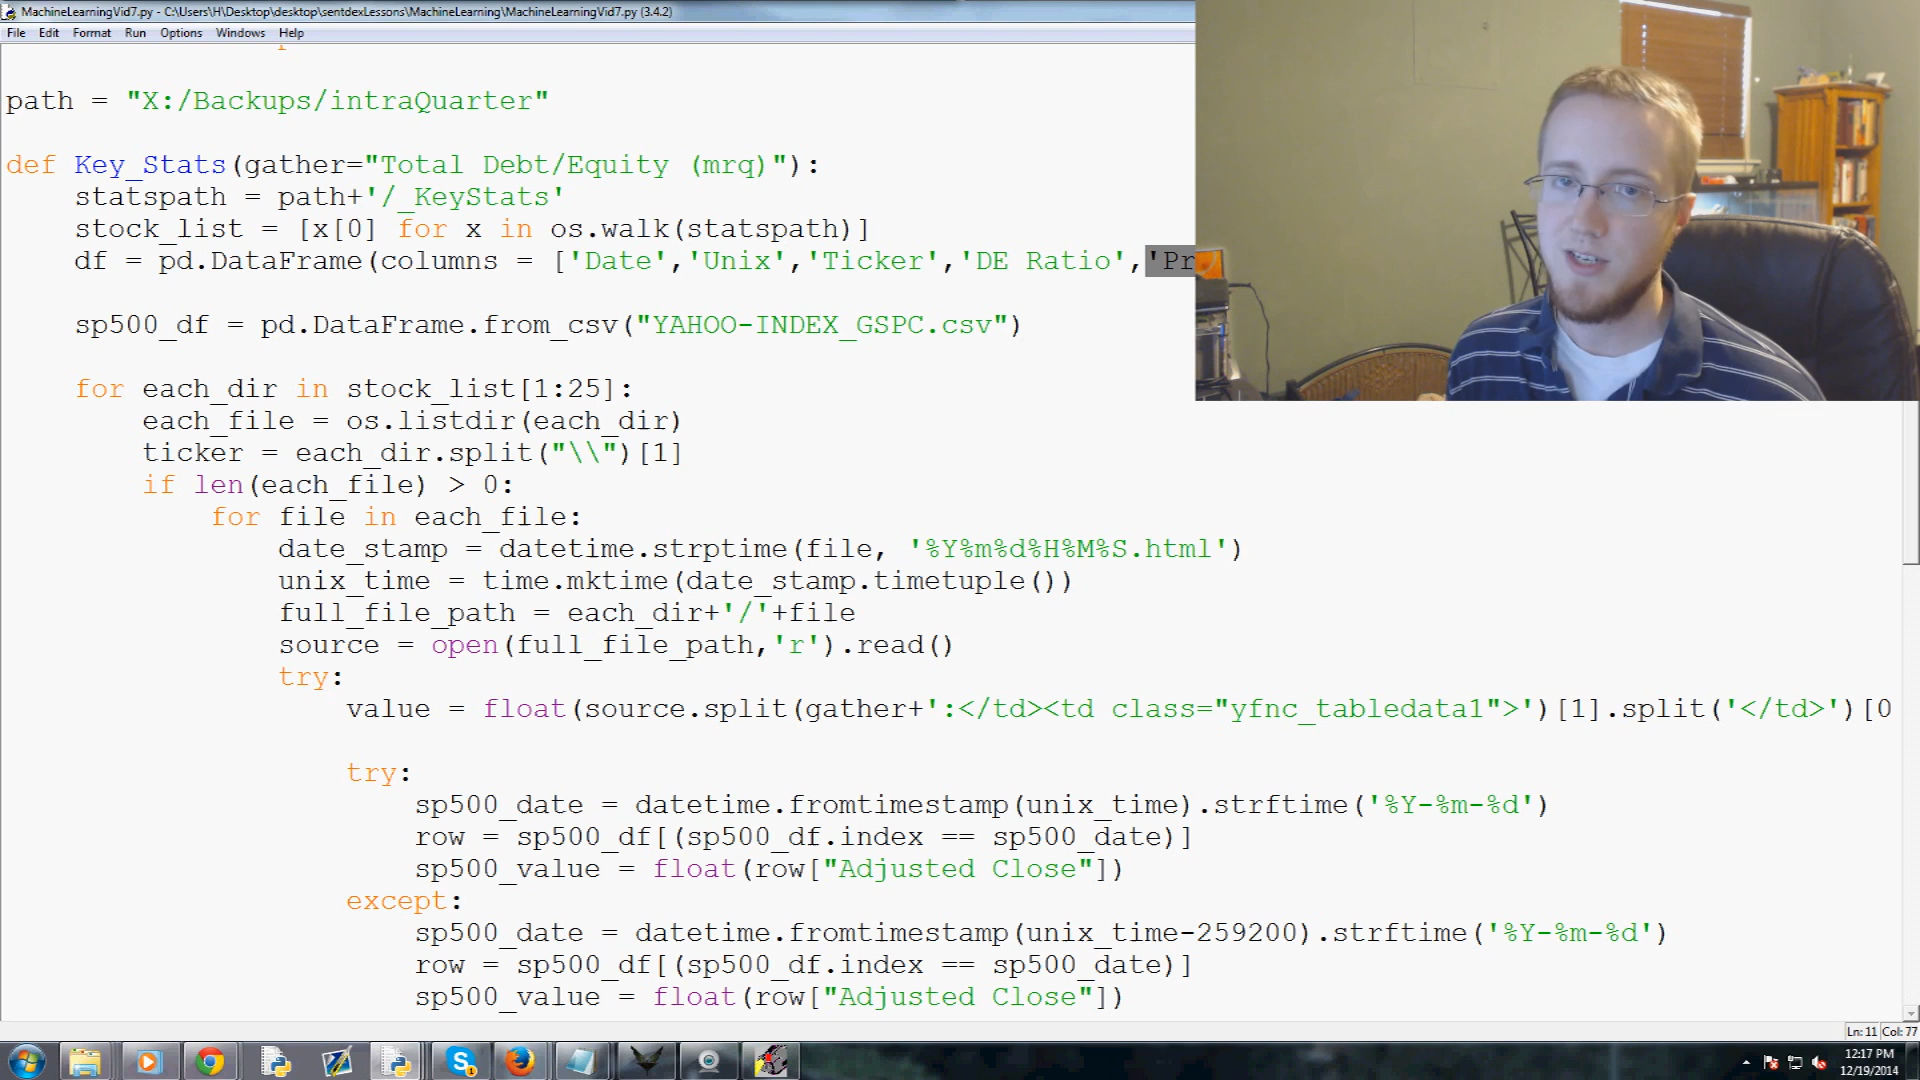 MachineLearningVid7.py - C:\Users\H\Desktop\desktop\sentdexLessons\MachineLearning\MachineLearningVid7.py (3.4.2)
File Edit Format Run Options Windows Help
path = "X:/Backups/intraQuarter"
def Key_Stats(gather="Total Debt/Equity (mrq)"):
statspath = path+'/_KeyStats'
stock_list = [x[0] for x in os.walk(statspath)]
df = pd.DataFrame(columns = ['Date','Unix','Ticker','DE Ratio','Pr
sp500_df = pd.DataFrame.from_csv("YAHOO-INDEX_GSPC.csv")
for each_dir in stock_list[1:25]:
each_file = os.listdir(each_dir)
ticker = each_dir.split("\\")[1]
if len(each_file) > 0:
for file in each_file:
date_stamp = datetime.strptime(file, '%Y%m%d%H%M%S.html')
unix_time = time.mktime(date_stamp.timetuple())
full_file_path = each_dir+'/'+file
source = open(full_file_path,'r').read()
try:
value = float(source.split(gather+':</td><td class="yfnc_tabledata1">')[1].split('</td>')[0
try:
sp500_date = datetime.fromtimestamp(unix_time).strftime('%Y-%m-%d')
row = sp500_df[(sp500_df.index == sp500_date)]
sp500_value = float(row["Adjusted Close"])
except:
sp500_date = datetime.fromtimestamp(unix_time-259200).strftime('%Y-%m-%d')
row = sp500_df[(sp500_df.index == sp500_date)]
sp500_value = float(row["Adjusted Close"])
Ln: 11 Col: 77
12:17 PM
12/19/2014